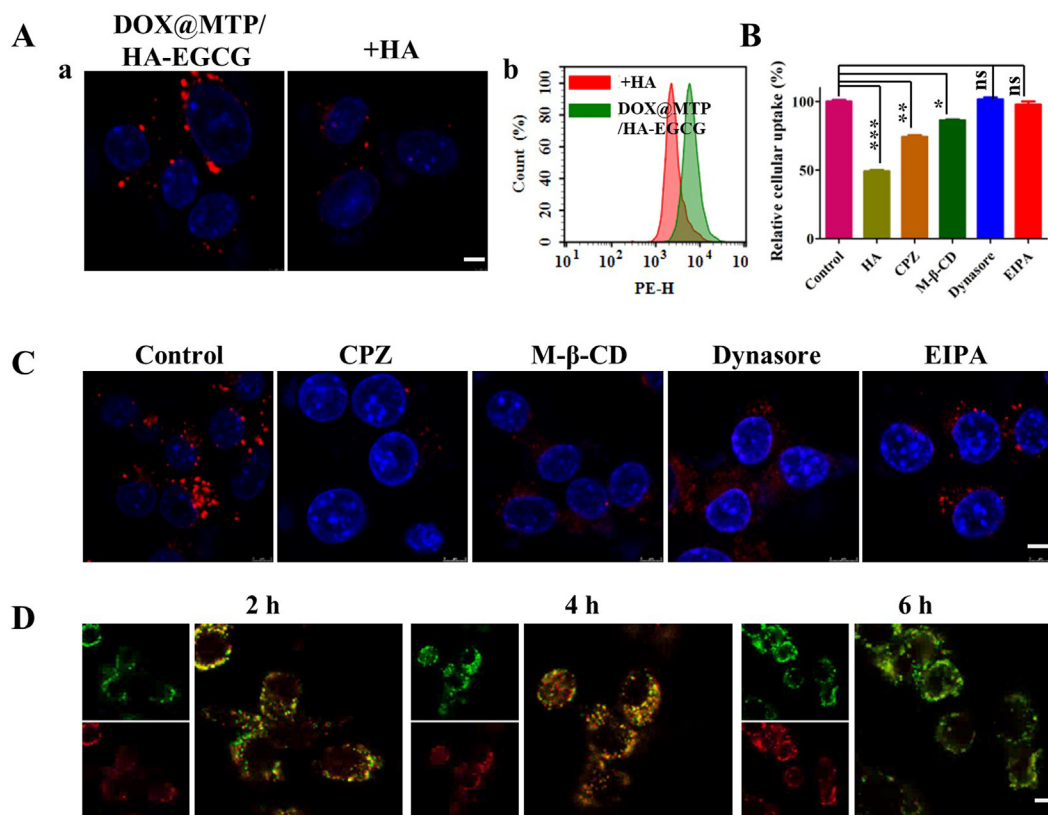 A
DOX@MTP/
HA-EGCG
+HA
a
b
Count (%)
100
80
60
40
20
0
+HA
DOX@MTP
/HA-EGCG
10¹ 10² 10³ 10⁴ 10
PE-H
B
Relative cellular uptake (%)
100
50
0
***
**
*
ns
ns
Control
HA
CPZ
M-β-CD
Dynasore
EIPA
C
Control
CPZ
M-β-CD
Dynasore
EIPA
D
2 h
4 h
6 h